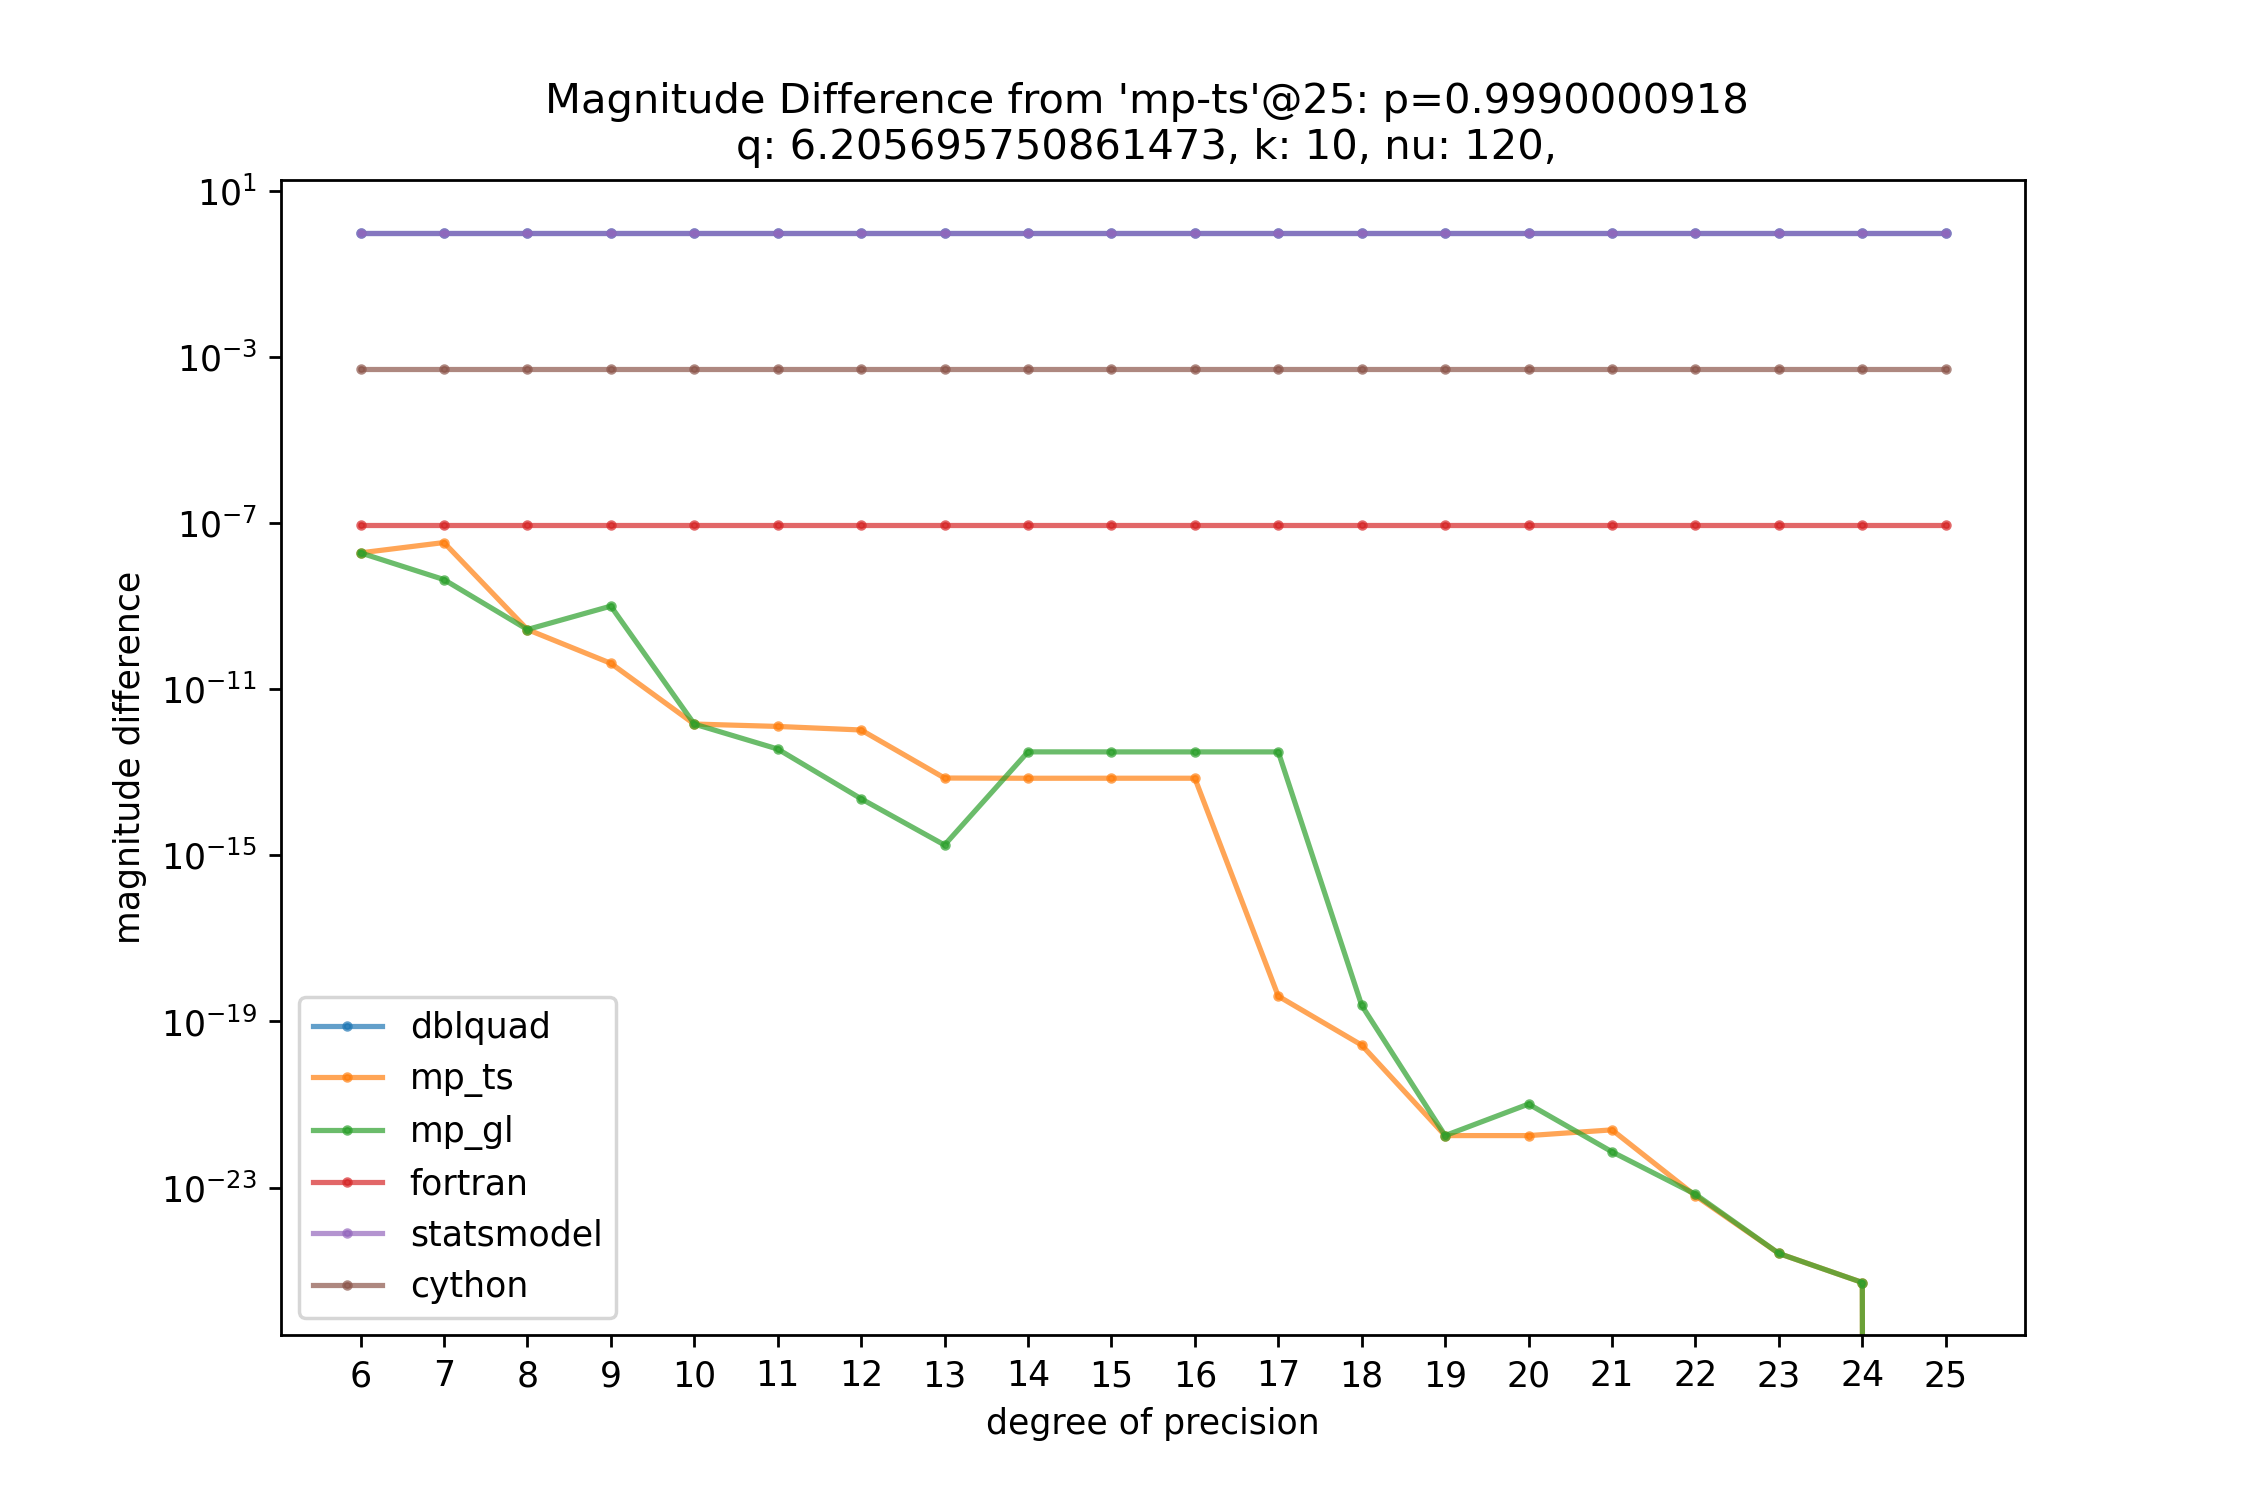 Magnitude Difference from 'mp-ts'@25: p=0.9990000918
q: 6.205695750861473, k: 10, nu: 120,
10^1
10^-3
10^-7
10^-11
10^-15
10^-19
10^-23
magnitude difference
dblquad
mp_ts
mp_gl
fortran
statsmodel
cython
6 7 8 9 10 11 12 13 14 15 16 17 18 19 20 21 22 23 24 25
degree of precision